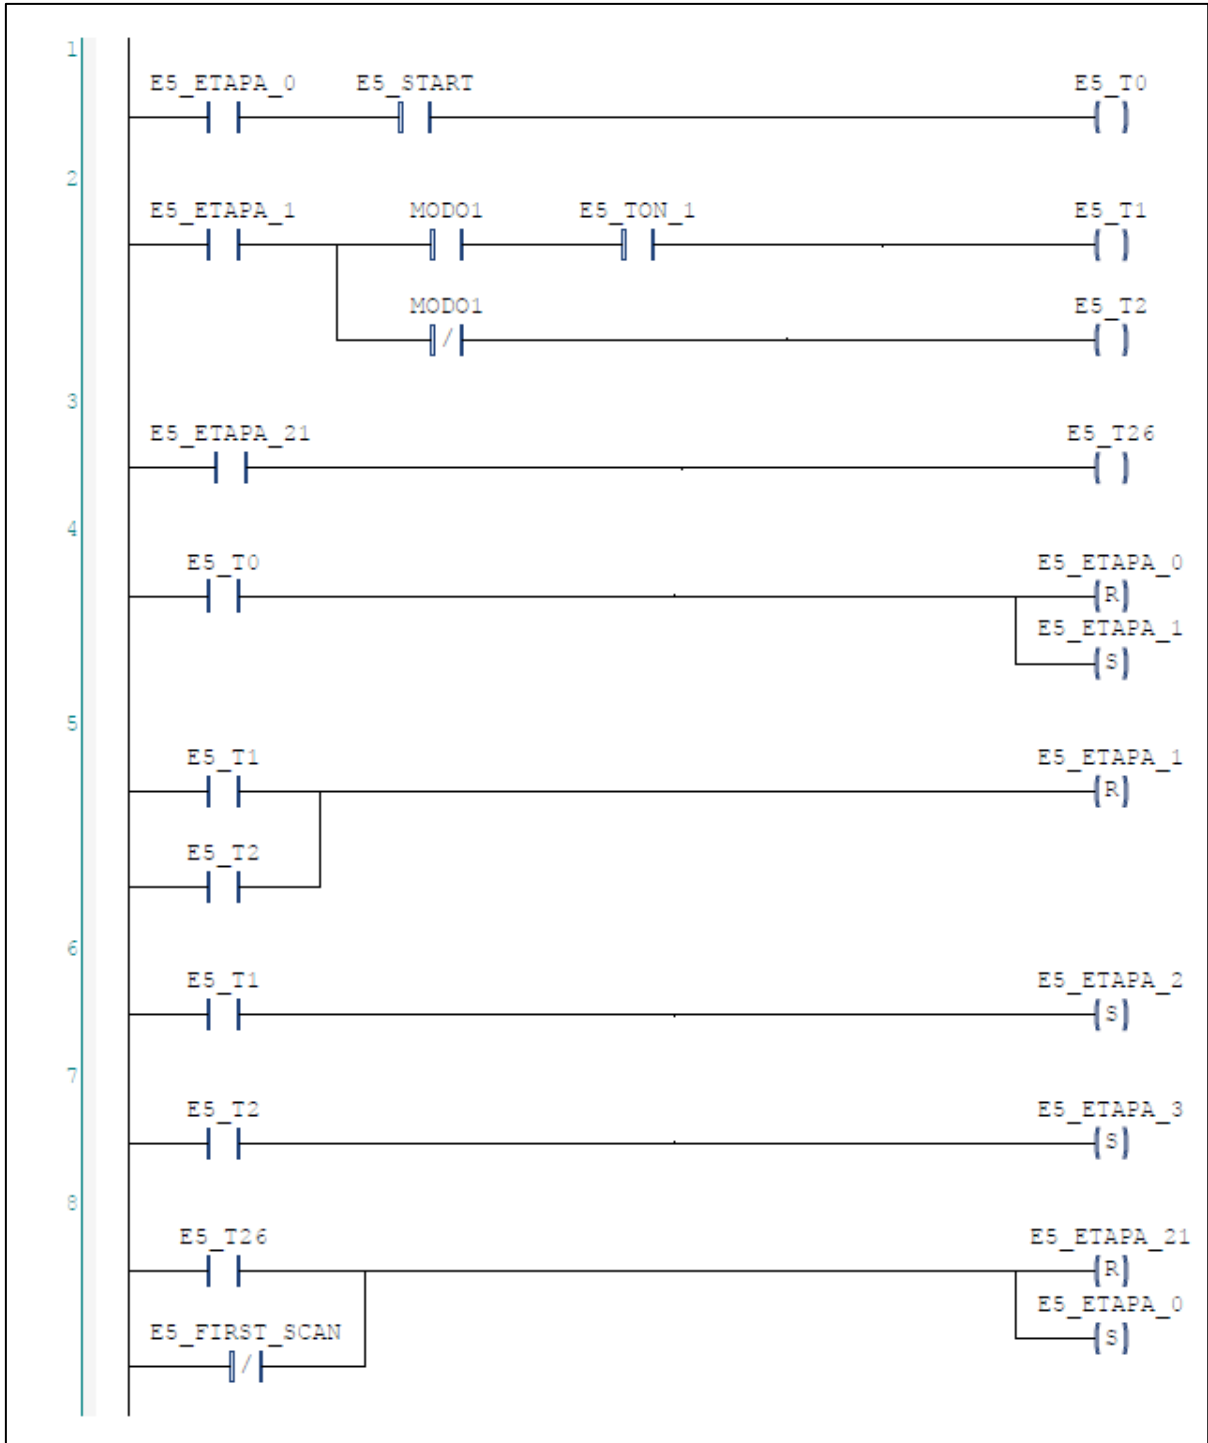 1
E5_ETAPA_0 E5_START E5_T0
2
E5_ETAPA_1 MODO1 E5_TON_1 E5_T1
MODO1 E5_T2
/
3
E5_ETAPA_21 E5_T26
4
E5_T0 E5_ETAPA_0
R
E5_ETAPA_1
S
5
E5_T1 E5_ETAPA_1
R
E5_T2
6
E5_T1 E5_ETAPA_2
S
7
E5_T2 E5_ETAPA_3
S
8
E5_T26 E5_ETAPA_21
R
E5_ETAPA_0
S
E5_FIRST_SCAN
/